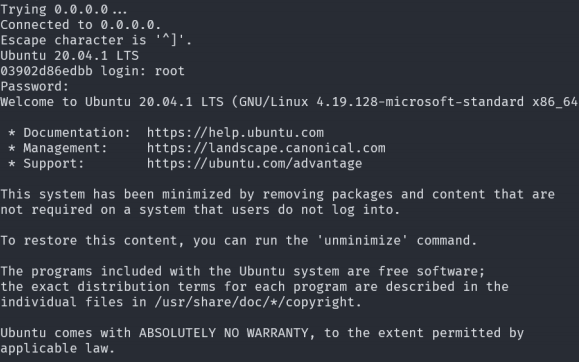 Trying 0.0.0.0...
Connected to 0.0.0.0.
Escape character is '^]'.
Ubuntu 20.04.1 LTS
03902d86edbb login: root
Password:
Welcome to Ubuntu 20.04.1 LTS (GNU/Linux 4.19.128-microsoft-standard x86_64
* Documentation: https://help.ubuntu.com
* Management: https://landscape.canonical.com
* Support: https://ubuntu.com/advantage
This system has been minimized by removing packages and content that are
not required on a system that users do not log into.
To restore this content, you can run the 'unminimize' command.
The programs included with the Ubuntu system are free software;
the exact distribution terms for each program are described in the
individual files in /usr/share/doc/*/copyright.
Ubuntu comes with ABSOLUTELY NO WARRANTY, to the extent permitted by
applicable law.